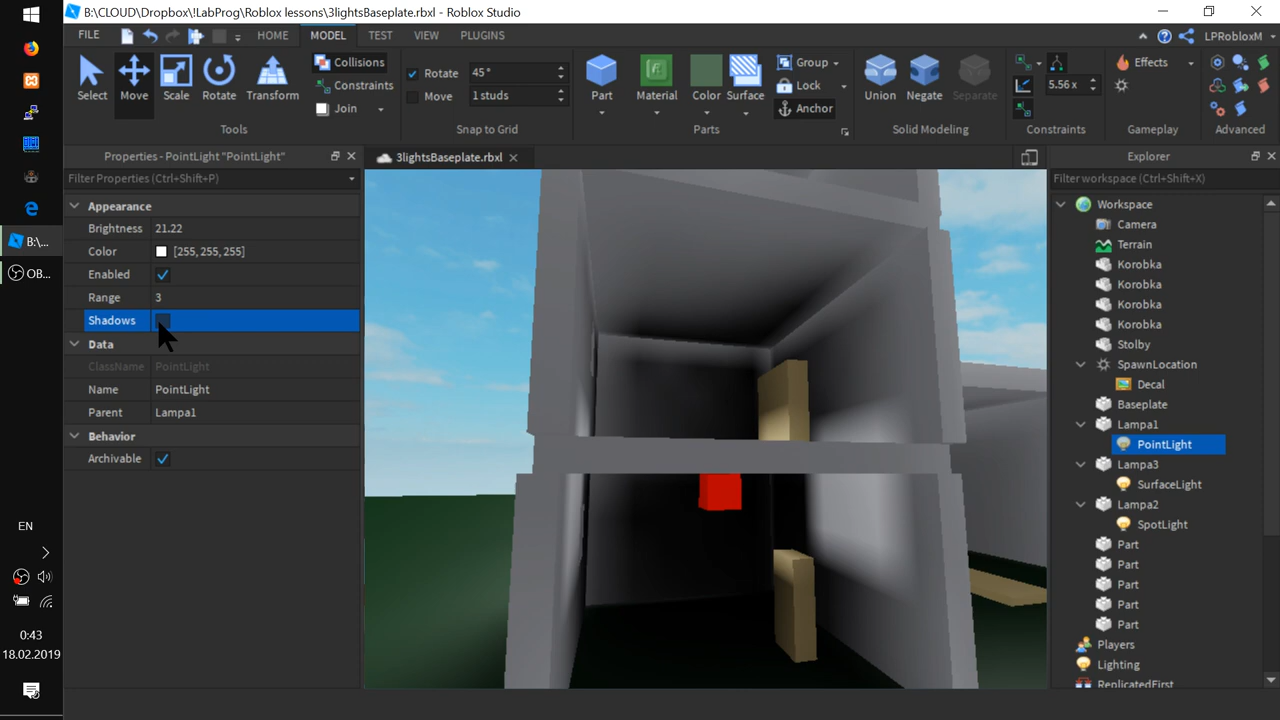 B:\CLOUD\Dropbox\!LabProg\Roblox lessons\3lightsBaseplate.rbxl - Roblox Studio
FILE HOME MODEL TEST VIEW PLUGINS LPRobloxM
Select Move Scale Rotate Transform
Collisions
Constraints
Join
Tools
Rotate 45°
Move 1 studs
Snap to Grid
Part Material Color Surface
Group
Lock
Anchor
Parts
Union Negate Separate
Solid Modeling
5.56 x
Constraints
Effects
Gameplay
Advanced
Properties - PointLight "PointLight"
Filter Properties (Ctrl+Shift+P)
Appearance
Brightness 21.22
Color [255, 255, 255]
Enabled
Range 3
Shadows
Data
ClassName PointLight
Name PointLight
Parent Lampa1
Behavior
Archivable
3lightsBaseplate.rbxl
Explorer
Filter workspace (Ctrl+Shift+X)
Workspace
Camera
Terrain
Korobka
Korobka
Korobka
Korobka
Stolby
SpawnLocation
Decal
Baseplate
Lampa1
PointLight
Lampa3
SurfaceLight
Lampa2
SpotLight
Part
Part
Part
Part
Part
Players
Lighting
ReplicatedFirst
B:\...
OB...
EN
0:43
18.02.2019